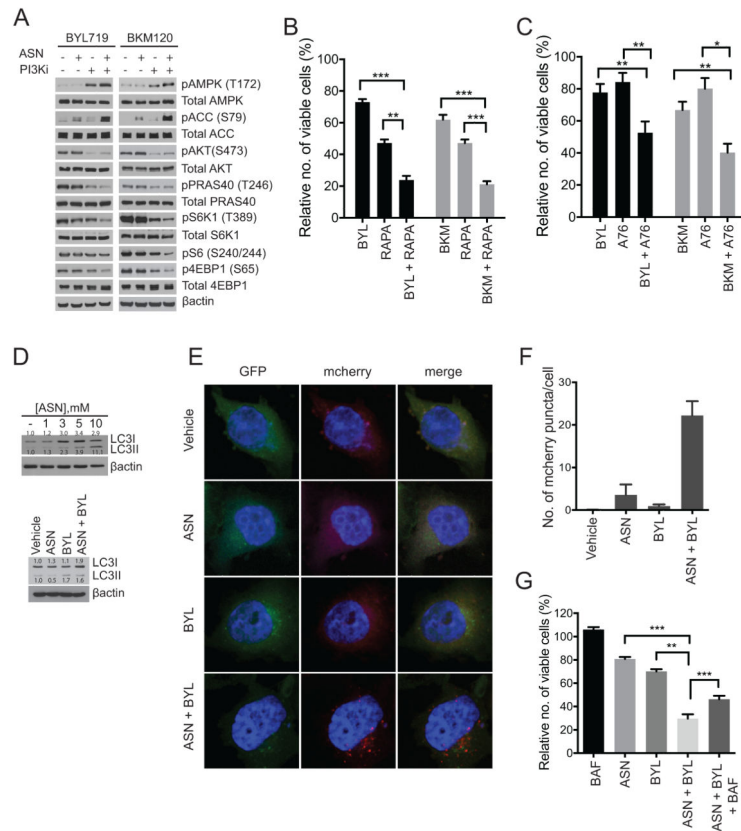 A
BYL719 BKM120
ASN - + - + - + - +
PI3Ki - - + + - - + +
pAMPK (T172)
Total AMPK
pACC (S79)
Total ACC
pAKT(S473)
Total AKT
pPRAS40 (T246)
Total PRAS40
pS6K1 (T389)
Total S6K1
pS6 (S240/244)
p4EBP1 (S65)
Total 4EBP1
βactin
B
Relative no. of viable cells (%)
100
80
60
40
20
0
*** ** *** ***
BYL RAPA BYL + RAPA BKM RAPA BKM + RAPA
C
Relative no. of viable cells (%)
100
80
60
40
20
0
** ** * **
BYL A76 BYL + A76 BKM A76 BKM + A76
D
[ASN],mM
- 1 3 5 10
1.0 1.2 3.0 3.4 2.9
LC3I
LC3II
1.0 1.3 2.3 3.9 11.1
βactin
Vehicle ASN BYL ASN + BYL
1.0 1.3 1.1 1.9
LC3I
LC3II
1.0 0.5 1.7 1.6
βactin
E
GFP mcherry merge
Vehicle
ASN
BYL
ASN + BYL
F
No. of mcherry puncta/cell
30
20
10
0
Vehicle ASN BYL ASN + BYL
G
Relative no. of viable cells (%)
120
100
80
60
40
20
0
*** ** ***
BAF ASN BYL ASN + BYL ASN + BYL + BAF